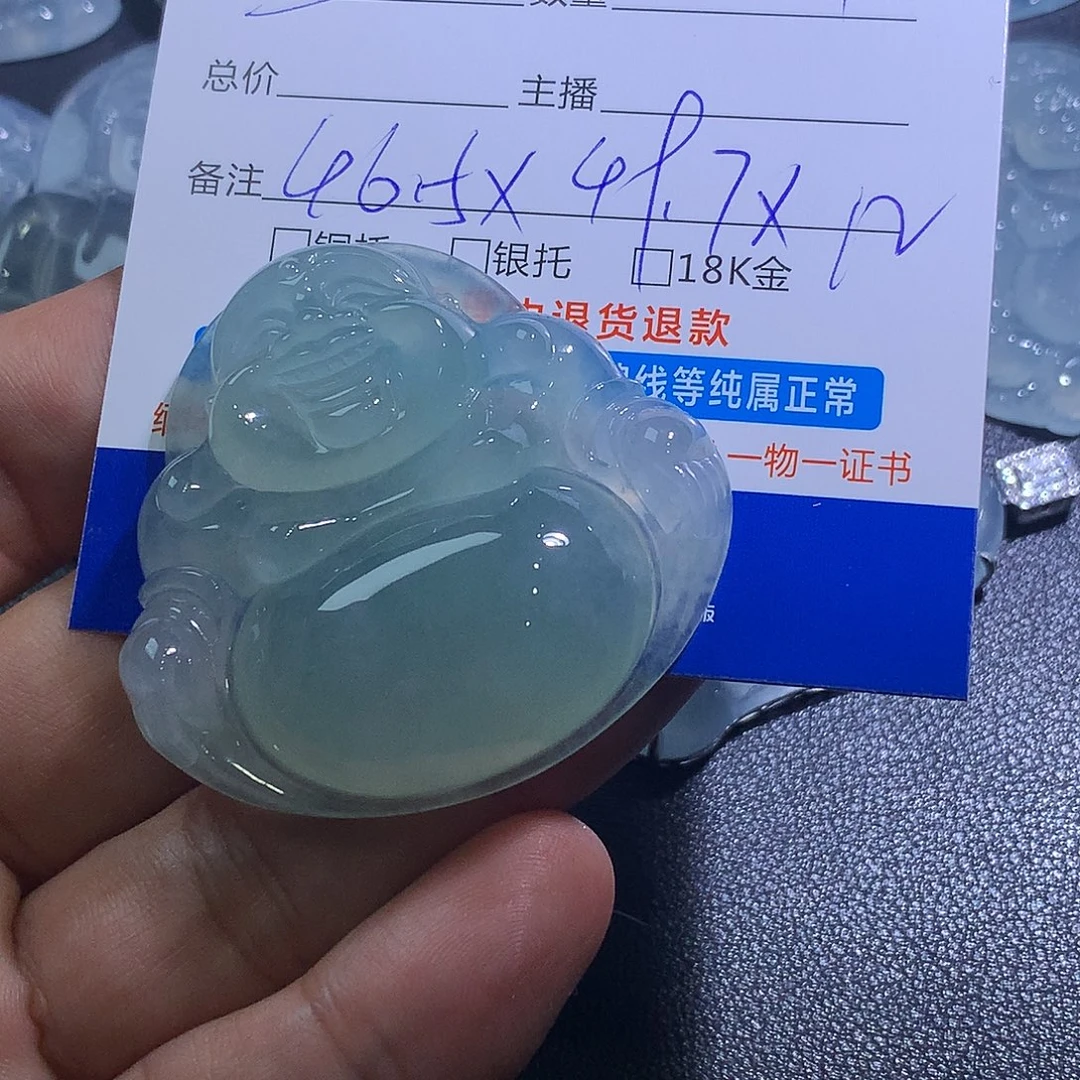 总价 主播
备注 46.5x41.7x12
银托 18K金
退货退款
线等纯属正常
一物一证书